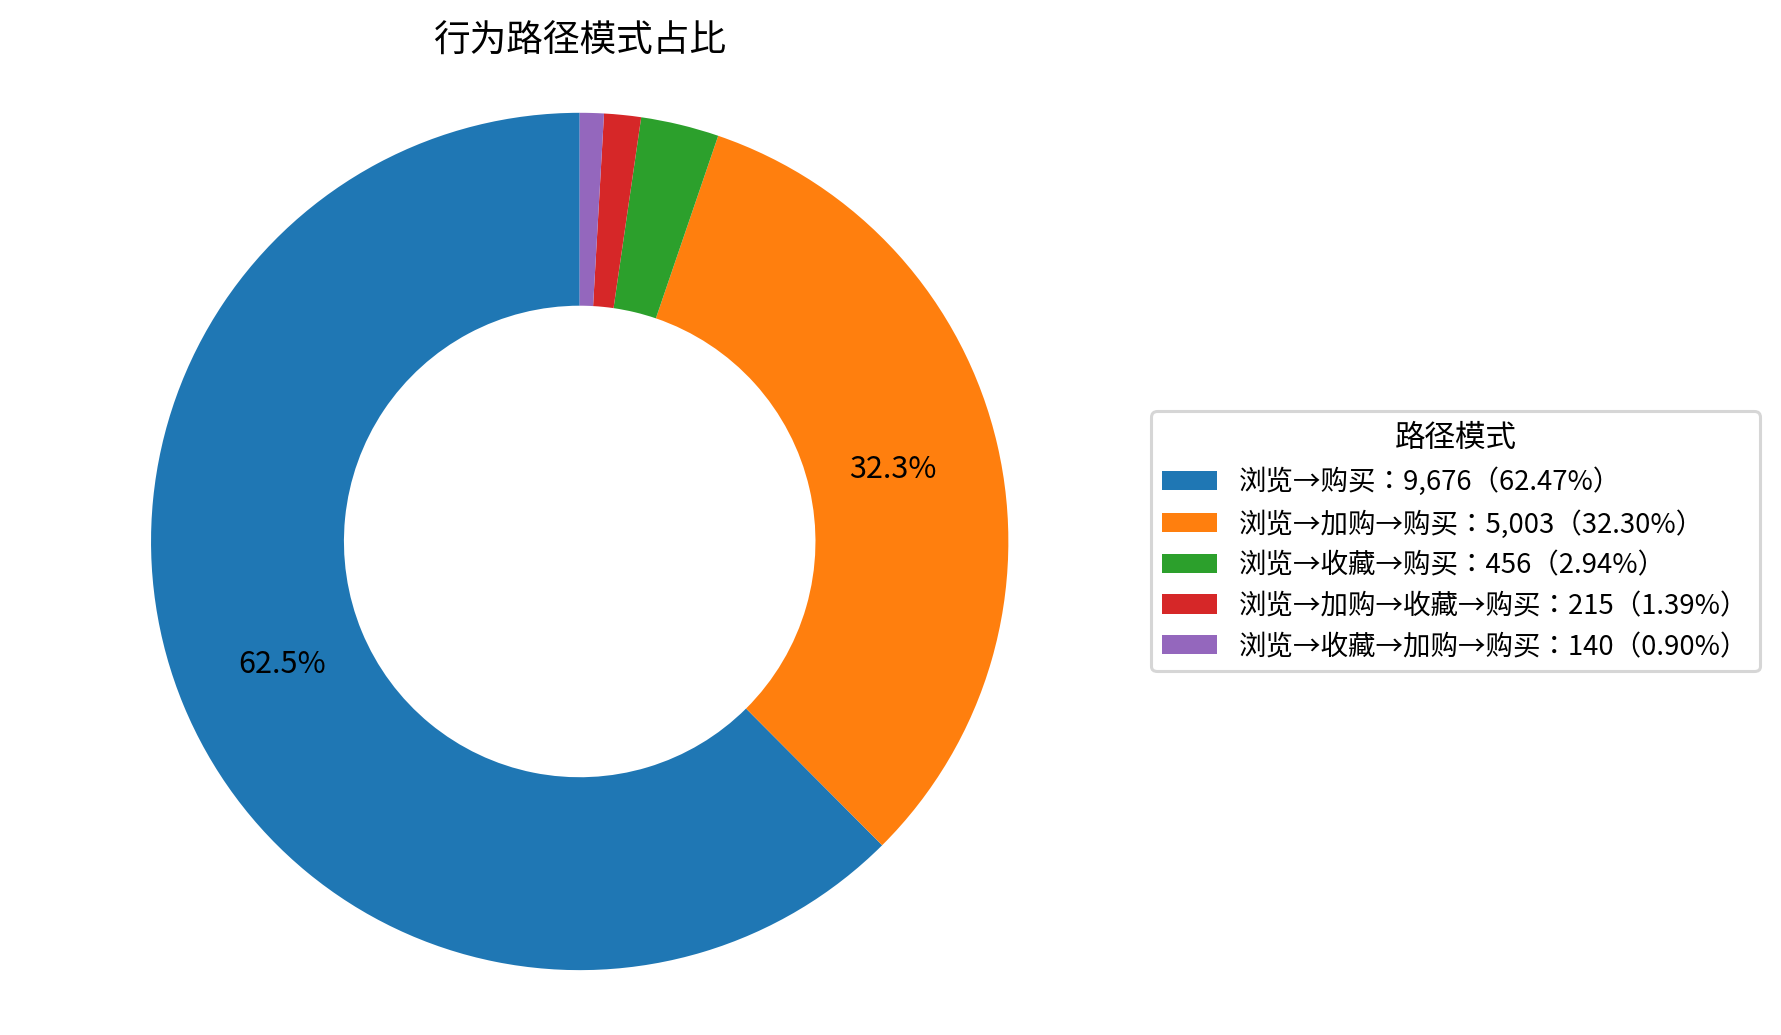 行为路径模式占比
32.3%
62.5%
路径模式
浏览→购买：9,676（62.47%）
浏览→加购→购买：5,003（32.30%）
浏览→收藏→购买：456（2.94%）
浏览→加购→收藏→购买：215（1.39%）
浏览→收藏→加购→购买：140（0.90%）